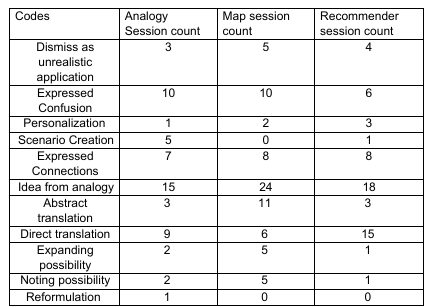 Codes Analogy Map session Recommender
Session count count session count
Dismiss as 3 5 4
unrealistic
application
Expressed 10 10 6
Confusion
Personalization 1 2 3
Scenario Creation 5 0 1
Expressed 7 8 8
Connections
Idea from analogy 15 24 18
Abstract 3 11 3
translation
Direct translation 9 6 15
Expanding 2 5 1
possibility
Noting possibility 2 5 1
Reformulation 1 0 0